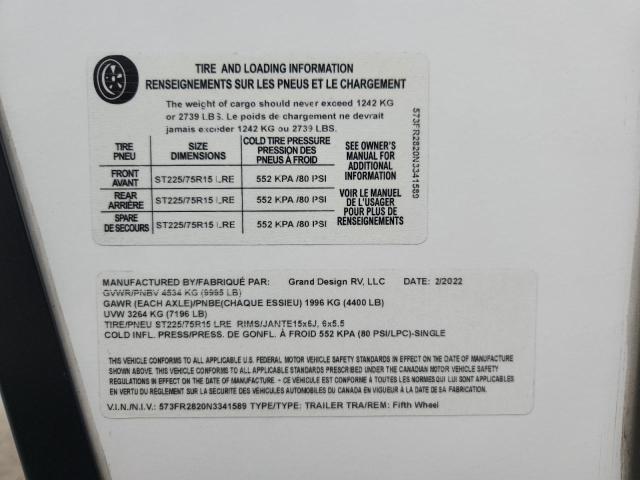 TIRE AND LOADING INFORMATION
RENSEIGNEMENTS SUR LES PNEUS ET LE CHARGEMENT
The weight of cargo should never exceed 1242 KG
or 2739 LBS. Le poids de chargement ne devrait
jamais exceder 1242 KG ou 2739 LBS.
TIRE PNEU SIZE DIMENSIONS COLD TIRE PRESSURE PRESSION DES PNEUS À FROID SEE OWNER'S MANUAL FOR ADDITIONAL INFORMATION
FRONT AVANT ST225/75R15 LRE 552 KPA /80 PSI
REAR ARRIÈRE ST225/75R15 LRE 552 KPA /80 PSI VOIR LE MANUEL DE L'USAGER POUR PLUS DE RENSEIGNEMENTS
SPARE DE SECOURS ST225/75R15 LRE 552 KPA /80 PSI
573FR2820N3341589
MANUFACTURED BY/FABRIQUÉ PAR: Grand Design RV, LLC DATE: 2/2022
GVWR/PNBV 4534 KG (9995 LB)
GAWR (EACH AXLE)/PNBE(CHAQUE ESSIEU) 1996 KG (4400 LB)
UVW 3264 KG (7196 LB)
TIRE/PNEU ST225/75R15 LRE RIMS/JANTE15x6J, 6x5.5
COLD INFL. PRESS/PRESS. DE GONFL. À FROID 552 KPA (80 PSI/LPC)-SINGLE
THIS VEHICLE CONFORMS TO ALL APPLICABLE U.S. FEDERAL MOTOR VEHICLE SAFETY STANDARDS IN EFFECT ON THE DATE OF MANUFACTURE
SHOWN ABOVE. THIS VEHICLE CONFORMS TO ALL APPLICABLE STANDARDS PRESCRIBED UNDER THE CANADIAN MOTOR VEHICLE SAFETY
REGULATIONS IN EFFECT ON THE DATE OF MANUFACTURE - CE VÉHICULE EST CONFORME À TOUTES LES NORMES QUI LUI SONT APPLICABLES
EN VERTU DU RÈGLEMENT SUR LA SÉCURITÉ DES VÉHICULES AUTOMOBILES DU CANADA EN VIGUEUR À LA DATE DE SA FABRICATION.
V.I.N./N.I.V.: 573FR2820N3341589 TYPE/TYPE: TRAILER TRA/REM: Fifth Wheel